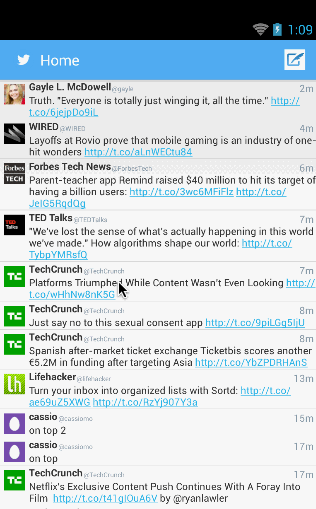 1:09
Home
Gayle L. McDowell @gayle 2m
Truth. "Everyone is totally just winging it, all the time." http://
t.co/6jejpDo9iL
WIRED @WIRED 4m
Layoffs at Rovio prove that mobile gaming is an industry of one-
hit wonders http://t.co/aLnWECtu84
Forbes Tech News @ForbesTech 6m
Parent-teacher app Remind raised $40 million to hit its target of
having a billion users: http://t.co/3wc6MFiFlz http://t.co/
JeIG5RqdQg
TED Talks @TEDTalks 7m
"We've lost the sense of what's actually happening in this world
we've made." How algorithms shape our world: http://t.co/
TybpYMRsfQ
TechCrunch @TechCrunch 7m
Platforms Triumphed While Content Wasn't Even Looking http://
t.co/wHhNw8nK5G
TechCrunch @TechCrunch 8m
Just say no to this sexual consent app http://t.co/9piLGq5IjU
TechCrunch @TechCrunch 8m
Spanish after-market ticket exchange Ticketbis scores another
€5.2M in funding after targeting Asia http://t.co/YbZPDRHAnS
Lifehacker @lifehacker 13m
Turn your inbox into organized lists with Sortd: http://t.co/
ae69uZ5XWG http://t.co/RzYj907Y3a
cassio @cassiomo 15m
on top 2
cassio @cassiomo 17m
on top
TechCrunch @TechCrunch 17m
Netflix's Exclusive Content Push Continues With A Foray Into
Film http://t.co/t41glOuA6V by @ryanlawler